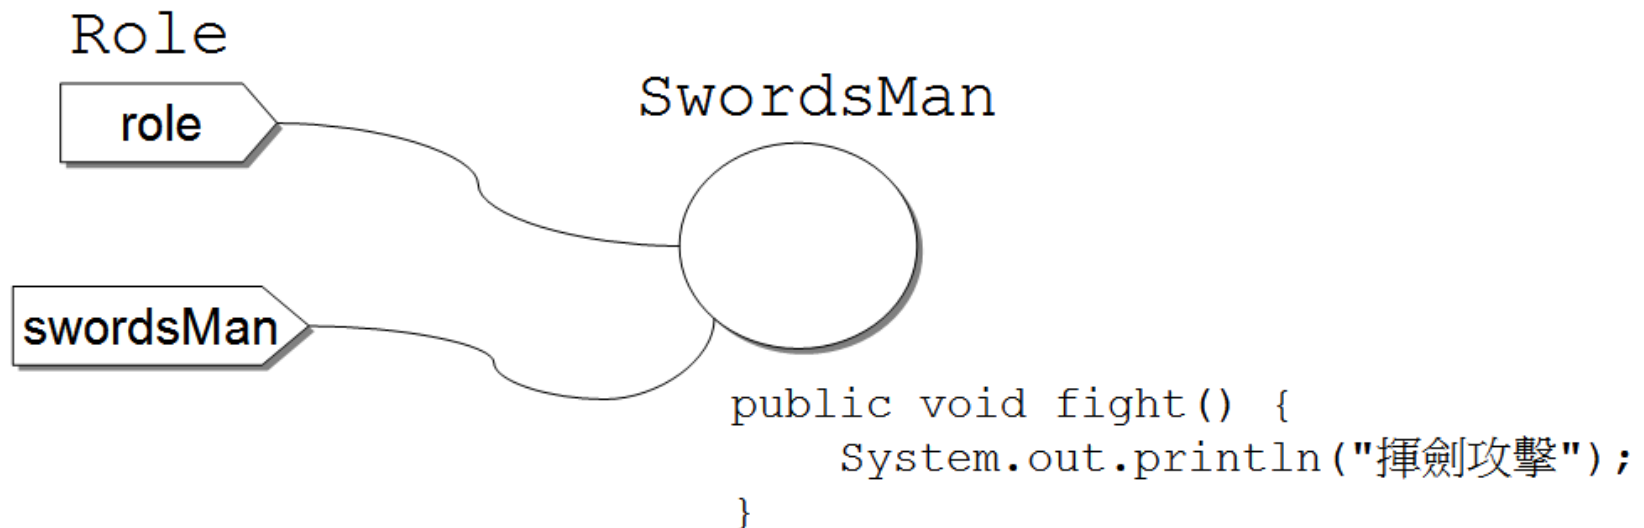 Role
role
SwordsMan
swordsMan
public void fight() {
    System.out.println("揮劍攻擊");
}